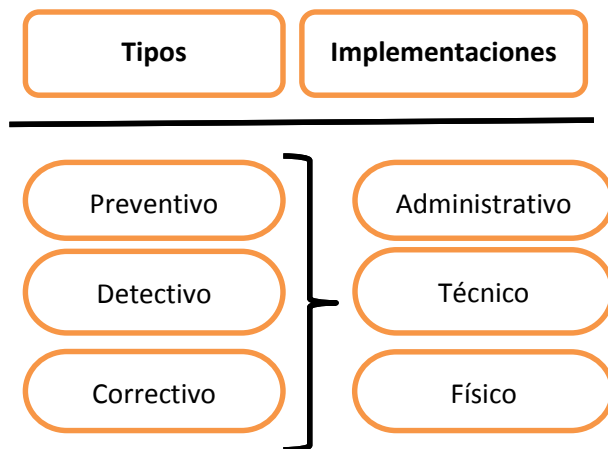 Tipos
Implementaciones
Preventivo
Administrativo
Detectivo
Técnico
Correctivo
Físico